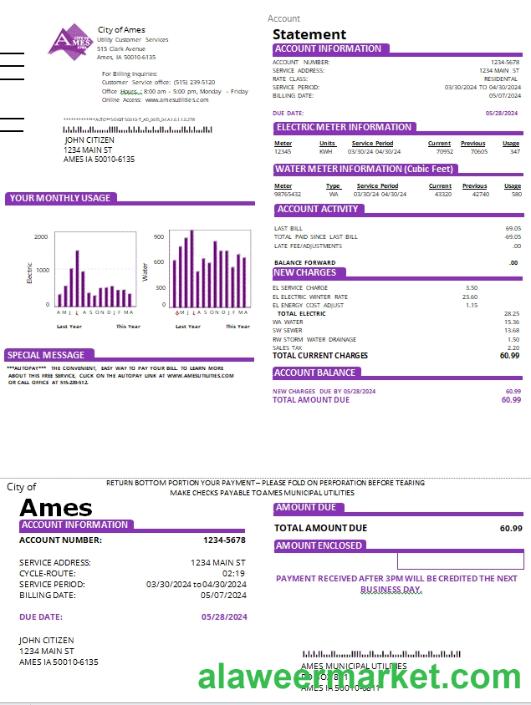 City of Ames
Utility Customer Services
515 Clark Avenue
Ames, IA 50010-6135
For Billing Inquiries:
Customer Service office: (515) 239-5120
Office Hours: 8:00 am - 5:00 pm, Monday - Friday
Online Access: www.amesutilities.com
JOHN CITIZEN
1234 MAIN ST
AMES IA 50010-6135
YOUR MONTHLY USAGE
Electric
2000
1000
0
A M J L A S O N D J F M A
Last Year This Year
Water
900
600
300
0
M J L A S O N D J F M A
Last Year This Year
SPECIAL MESSAGE
***AUTOPAY*** THE CONVENIENT, EASY WAY TO PAY YOUR BILL. TO LEARN MORE
ABOUT THIS FREE SERVICE, CLICK ON THE AUTOPAY LINK AT WWW.AMESUTILITIES.COM
OR CALL OFFICE AT 515-239-512.
Account
Statement
ACCOUNT INFORMATION
ACCOUNT NUMBER: 1234-5678
SERVICE ADDRESS: 1234 MAIN ST
RATE CLASS: RESIDENTAL
SERVICE PERIOD: 03/30/2024 TO 04/30/2024
BILLING DATE: 05/07/2024
DUE DATE: 05/28/2024
ELECTRIC METER INFORMATION
Meter Units Service Period Current Previous Usage
12345 KWH 03/30/24 04/30/24 70952 70605 347
WATER METER INFORMATION (Cubic Feet)
Meter Type Service Period Current Previous Usage
98765432 WA 03/30/24 04/30/24 43320 42740 580
ACCOUNT ACTIVITY
LAST BILL 69.05
TOTAL PAID SINCE LAST BILL -69.05
LATE FEE/ADJUSTMENTS .00
BALANCE FORWARD .00
NEW CHARGES
EL SERVICE CHARGE 3.50
EL ELECTRIC WINTER RATE 23.60
EL ENERGY COST ADJUST 1.15
TOTAL ELECTRIC 28.25
WA WATER 15.36
SW SEWER 13.68
RW STORM WATER DRAINAGE 1.50
SALES TAX 2.20
TOTAL CURRENT CHARGES 60.99
ACCOUNT BALANCE
NEW CHARGES DUE BY 05/28/2024 60.99
TOTAL AMOUNT DUE 60.99
RETURN BOTTOM PORTION YOUR PAYMENT-- PLEASE FOLD ON PERFORATION BEFORE TEARING
MAKE CHECKS PAYABLE TO AMES MUNICIPAL UTILITIES
City of
Ames
ACCOUNT INFORMATION
ACCOUNT NUMBER: 1234-5678
SERVICE ADDRESS: 1234 MAIN ST
CYCLE-ROUTE: 02:19
SERVICE PERIOD: 03/30/2024 to 04/30/2024
BILLING DATE: 05/07/2024
DUE DATE: 05/28/2024
JOHN CITIZEN
1234 MAIN ST
AMES IA 50010-6135
AMOUNT DUE
TOTAL AMOUNT DUE 60.99
AMOUNT ENCLOSED
PAYMENT RECEIVED AFTER 3PM WILL BE CREDITED THE NEXT
BUSINESS DAY.
AMES MUNICIPAL UTILITIES
AMES IA 50010-0811
alaweermarket.com